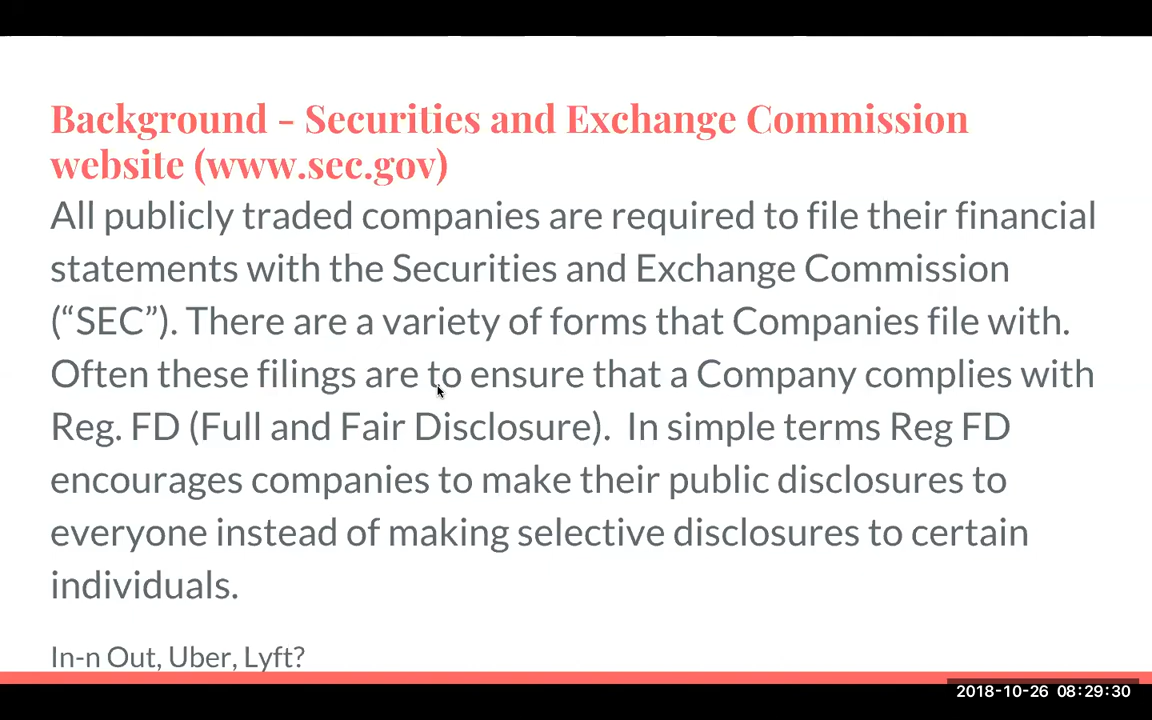 Background - Securities and Exchange Commission
website (www.sec.gov)
All publicly traded companies are required to file their financial
statements with the Securities and Exchange Commission
(“SEC”). There are a variety of forms that Companies file with.
Often these filings are to ensure that a Company complies with
Reg. FD (Full and Fair Disclosure).  In simple terms Reg FD
encourages companies to make their public disclosures to
everyone instead of making selective disclosures to certain
individuals.
In-n Out, Uber, Lyft?
2018-10-26 08:29:30